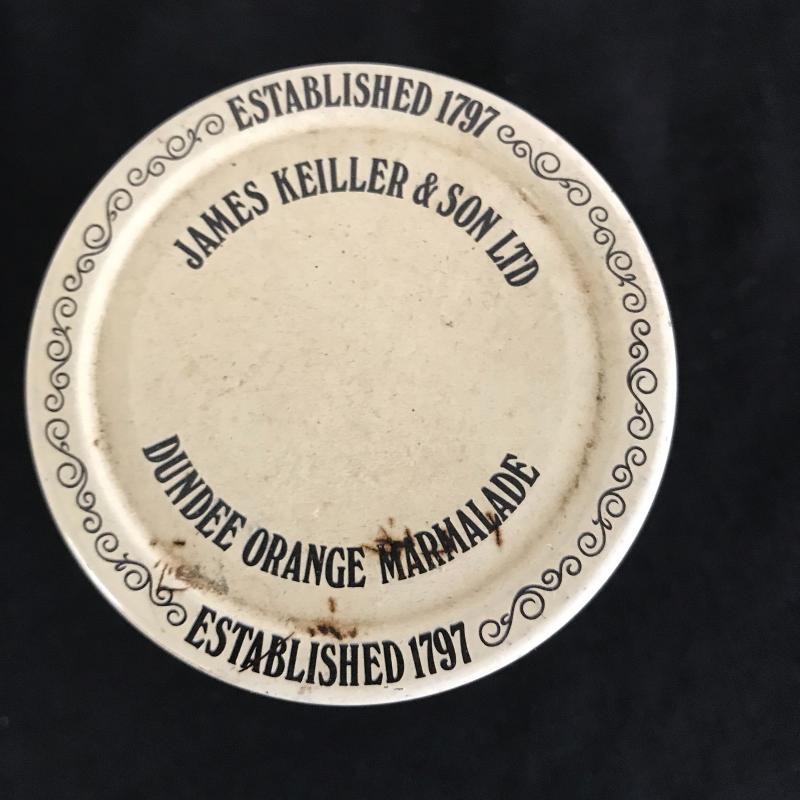 ESTABLISHED 1797
JAMES KEILLER & SON LTD
DUNDEE ORANGE MARMALADE
ESTABLISHED 1797